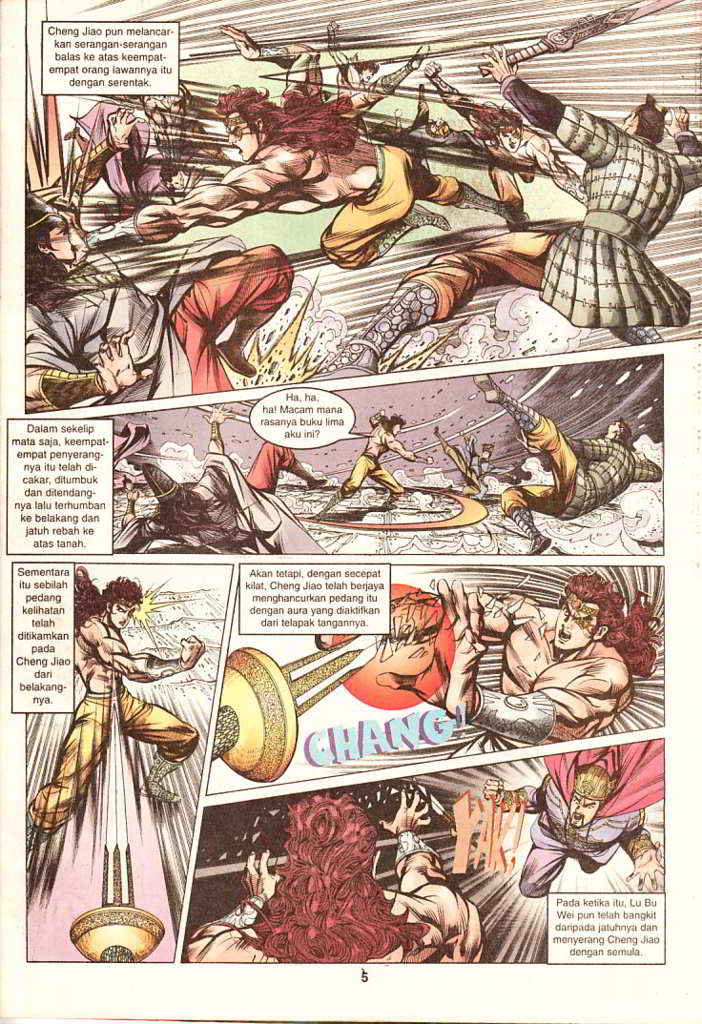 Cheng Jiao pun melancar-
kan serangan-serangan
balas ke atas keempat-
empat orang lawannya itu
dengan serentak.
Ha, ha,
ha! Macam mana
rasanya buku lima
aku ini?
Dalam sekelip
mata saja, keempat-
empat penyerang-
nya itu telah di-
cakar, ditumbuk
dan ditendang-
nya lalu terhumban
ke belakang dan
jatuh rebah ke
atas tanah.
Sementara
itu sebilah
pedang
kelihatan
telah
ditikamkan
pada
Cheng Jiao
dari
belakang-
nya.
Akan tetapi, dengan secepat
kilat, Cheng Jiao telah berjaya
menghancurkan pedang itu
dengan aura yang diaktifkan
dari telapak tangannya.
CHANG!!
YAK!
Pada ketika itu, Lu Bu
Wei pun telah bangkit
daripada jatuhnya dan
menyerang Cheng Jiao
dengan semula.
5